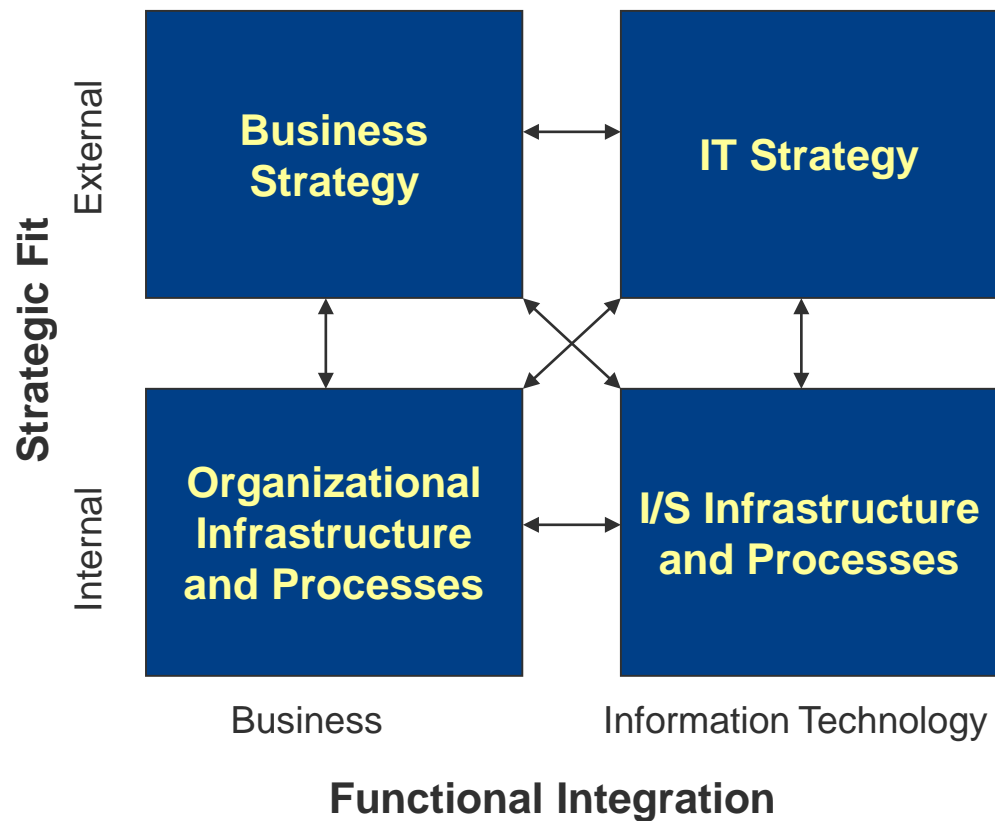 Strategic Fit
External
Business
Strategy
IT Strategy
Internal
Organizational
Infrastructure
and Processes
I/S Infrastructure
and Processes
Business
Information Technology
Functional Integration